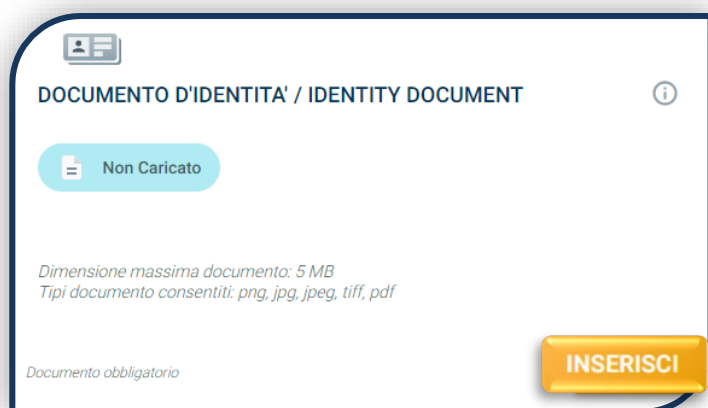 DOCUMENTO D'IDENTITA' / IDENTITY DOCUMENT
Non Caricato
Dimensione massima documento: 5 MB
Tipi documento consentiti: png, jpg, jpeg, tiff, pdf
Documento obbligatorio
INSERISCI